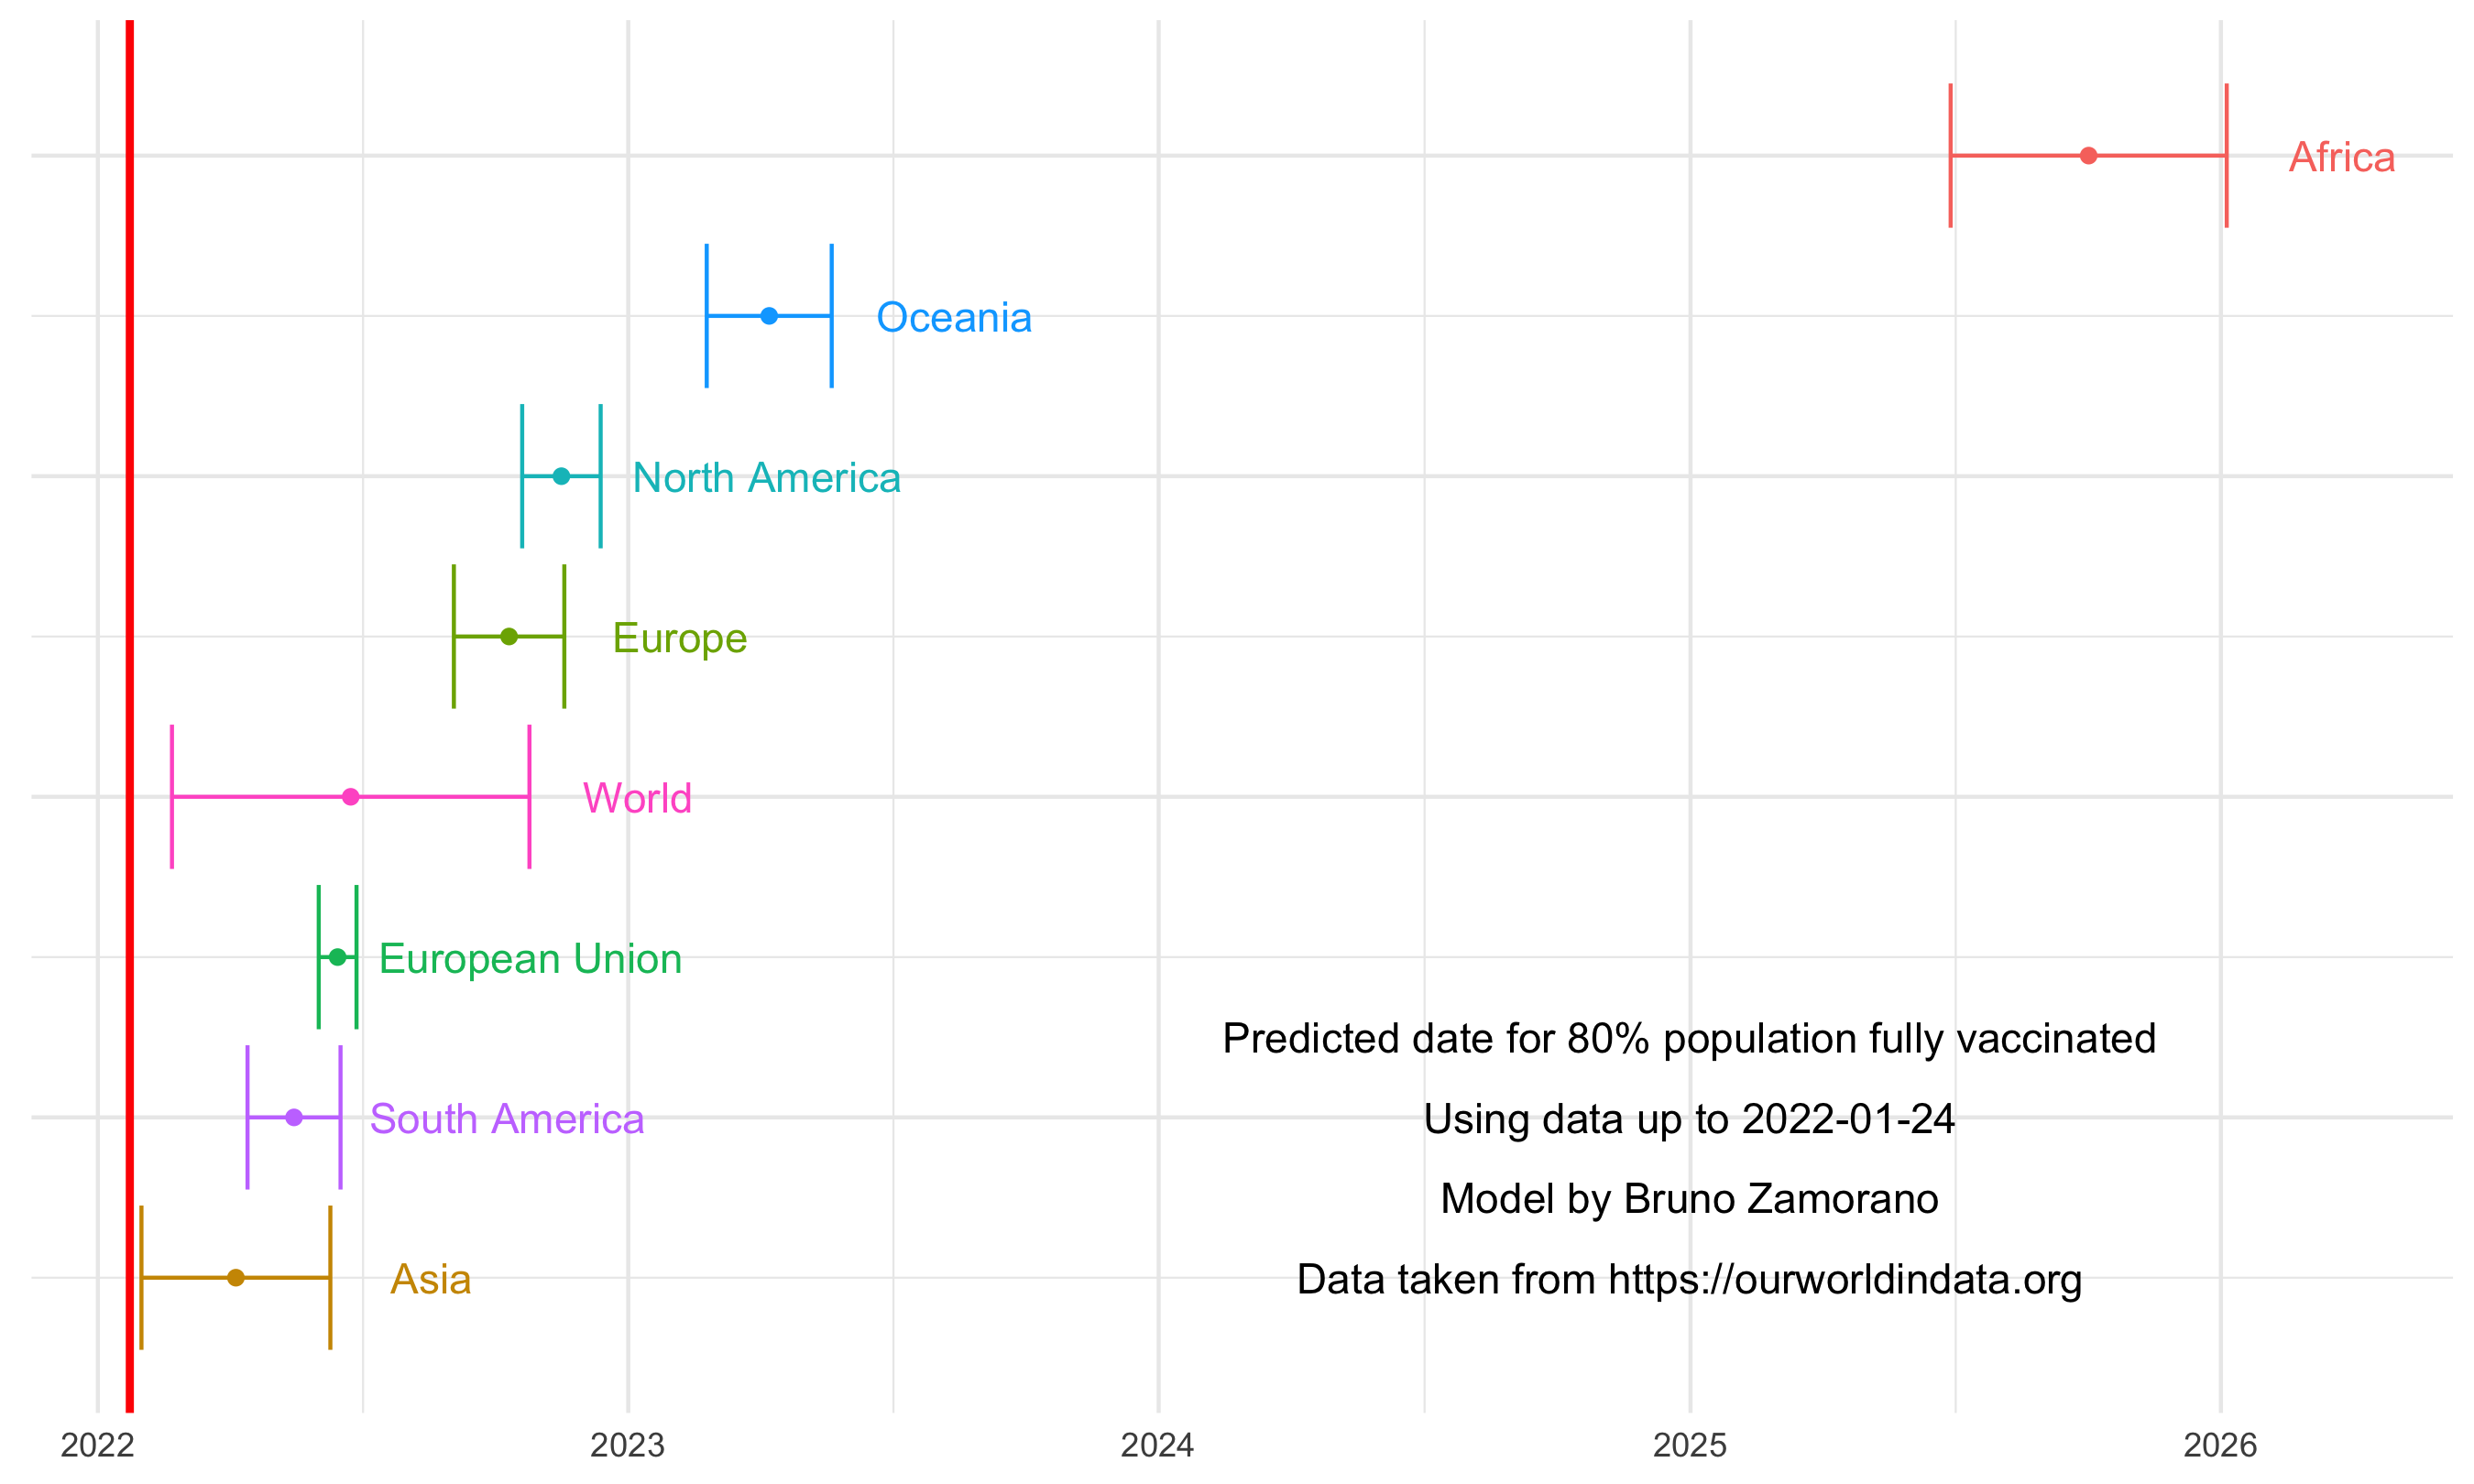 Africa
Oceania
North America
Europe
World
European Union
Predicted date for 80% population fully vaccinated
South America
Using data up to 2022-01-24
Model by Bruno Zamorano
Asia
Data taken from https://ourworldindata.org
2022
2023
2024
2025
2026